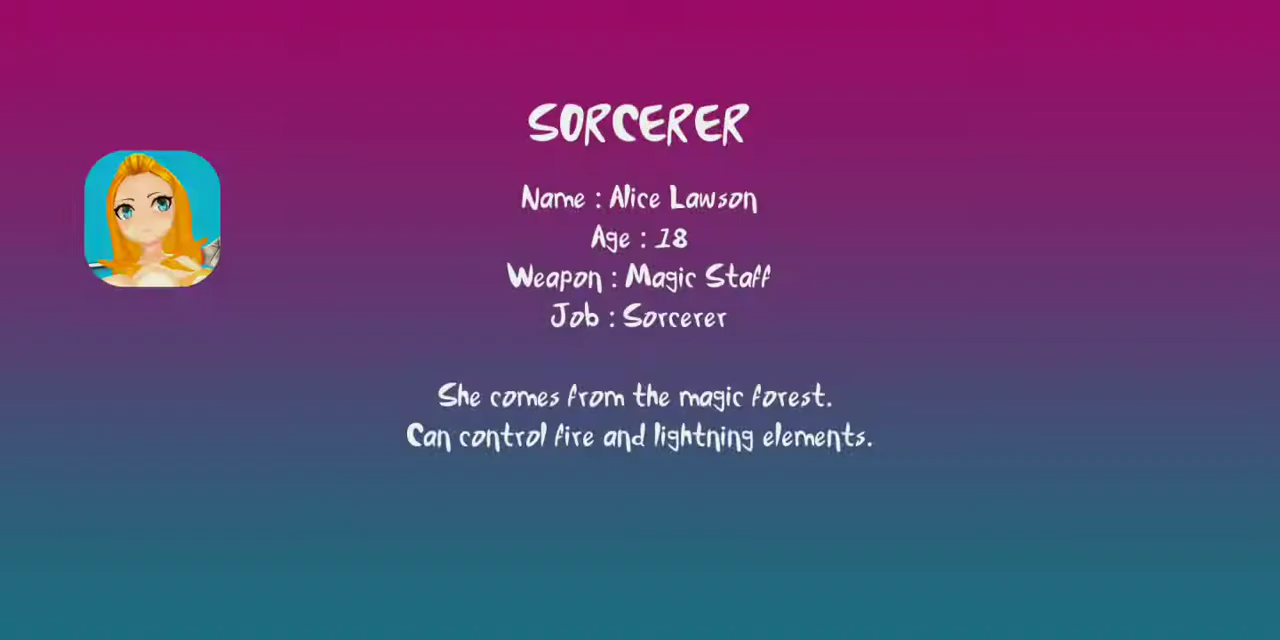 SORCERER
Name : Alice Lawson
Age : 18
Weapon : Magic Staff
Job : Sorcerer
She comes from the magic forest.
Can control fire and lightning elements.